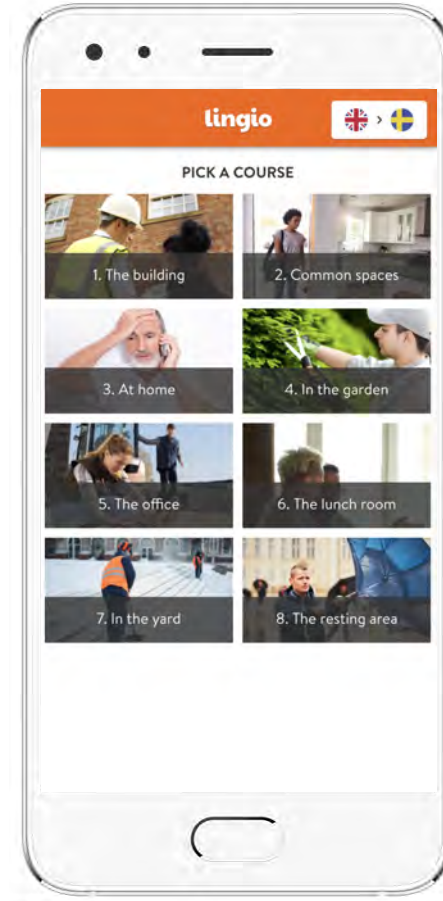 lingio
PICK A COURSE
1. The building
2. Common spaces
3. At home
4. In the garden
5. The office
6. The lunch room
7. In the yard
8. The resting area